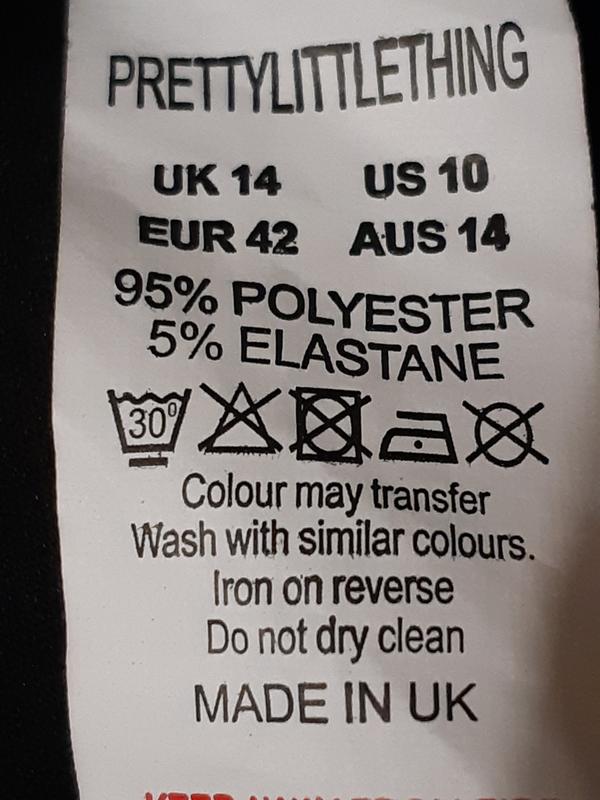 PRETTYLITTLETHING
UK 14 US 10
EUR 42 AUS 14
95% POLYESTER
5% ELASTANE
30°
Colour may transfer
Wash with similar colours.
Iron on reverse
Do not dry clean
MADE IN UK